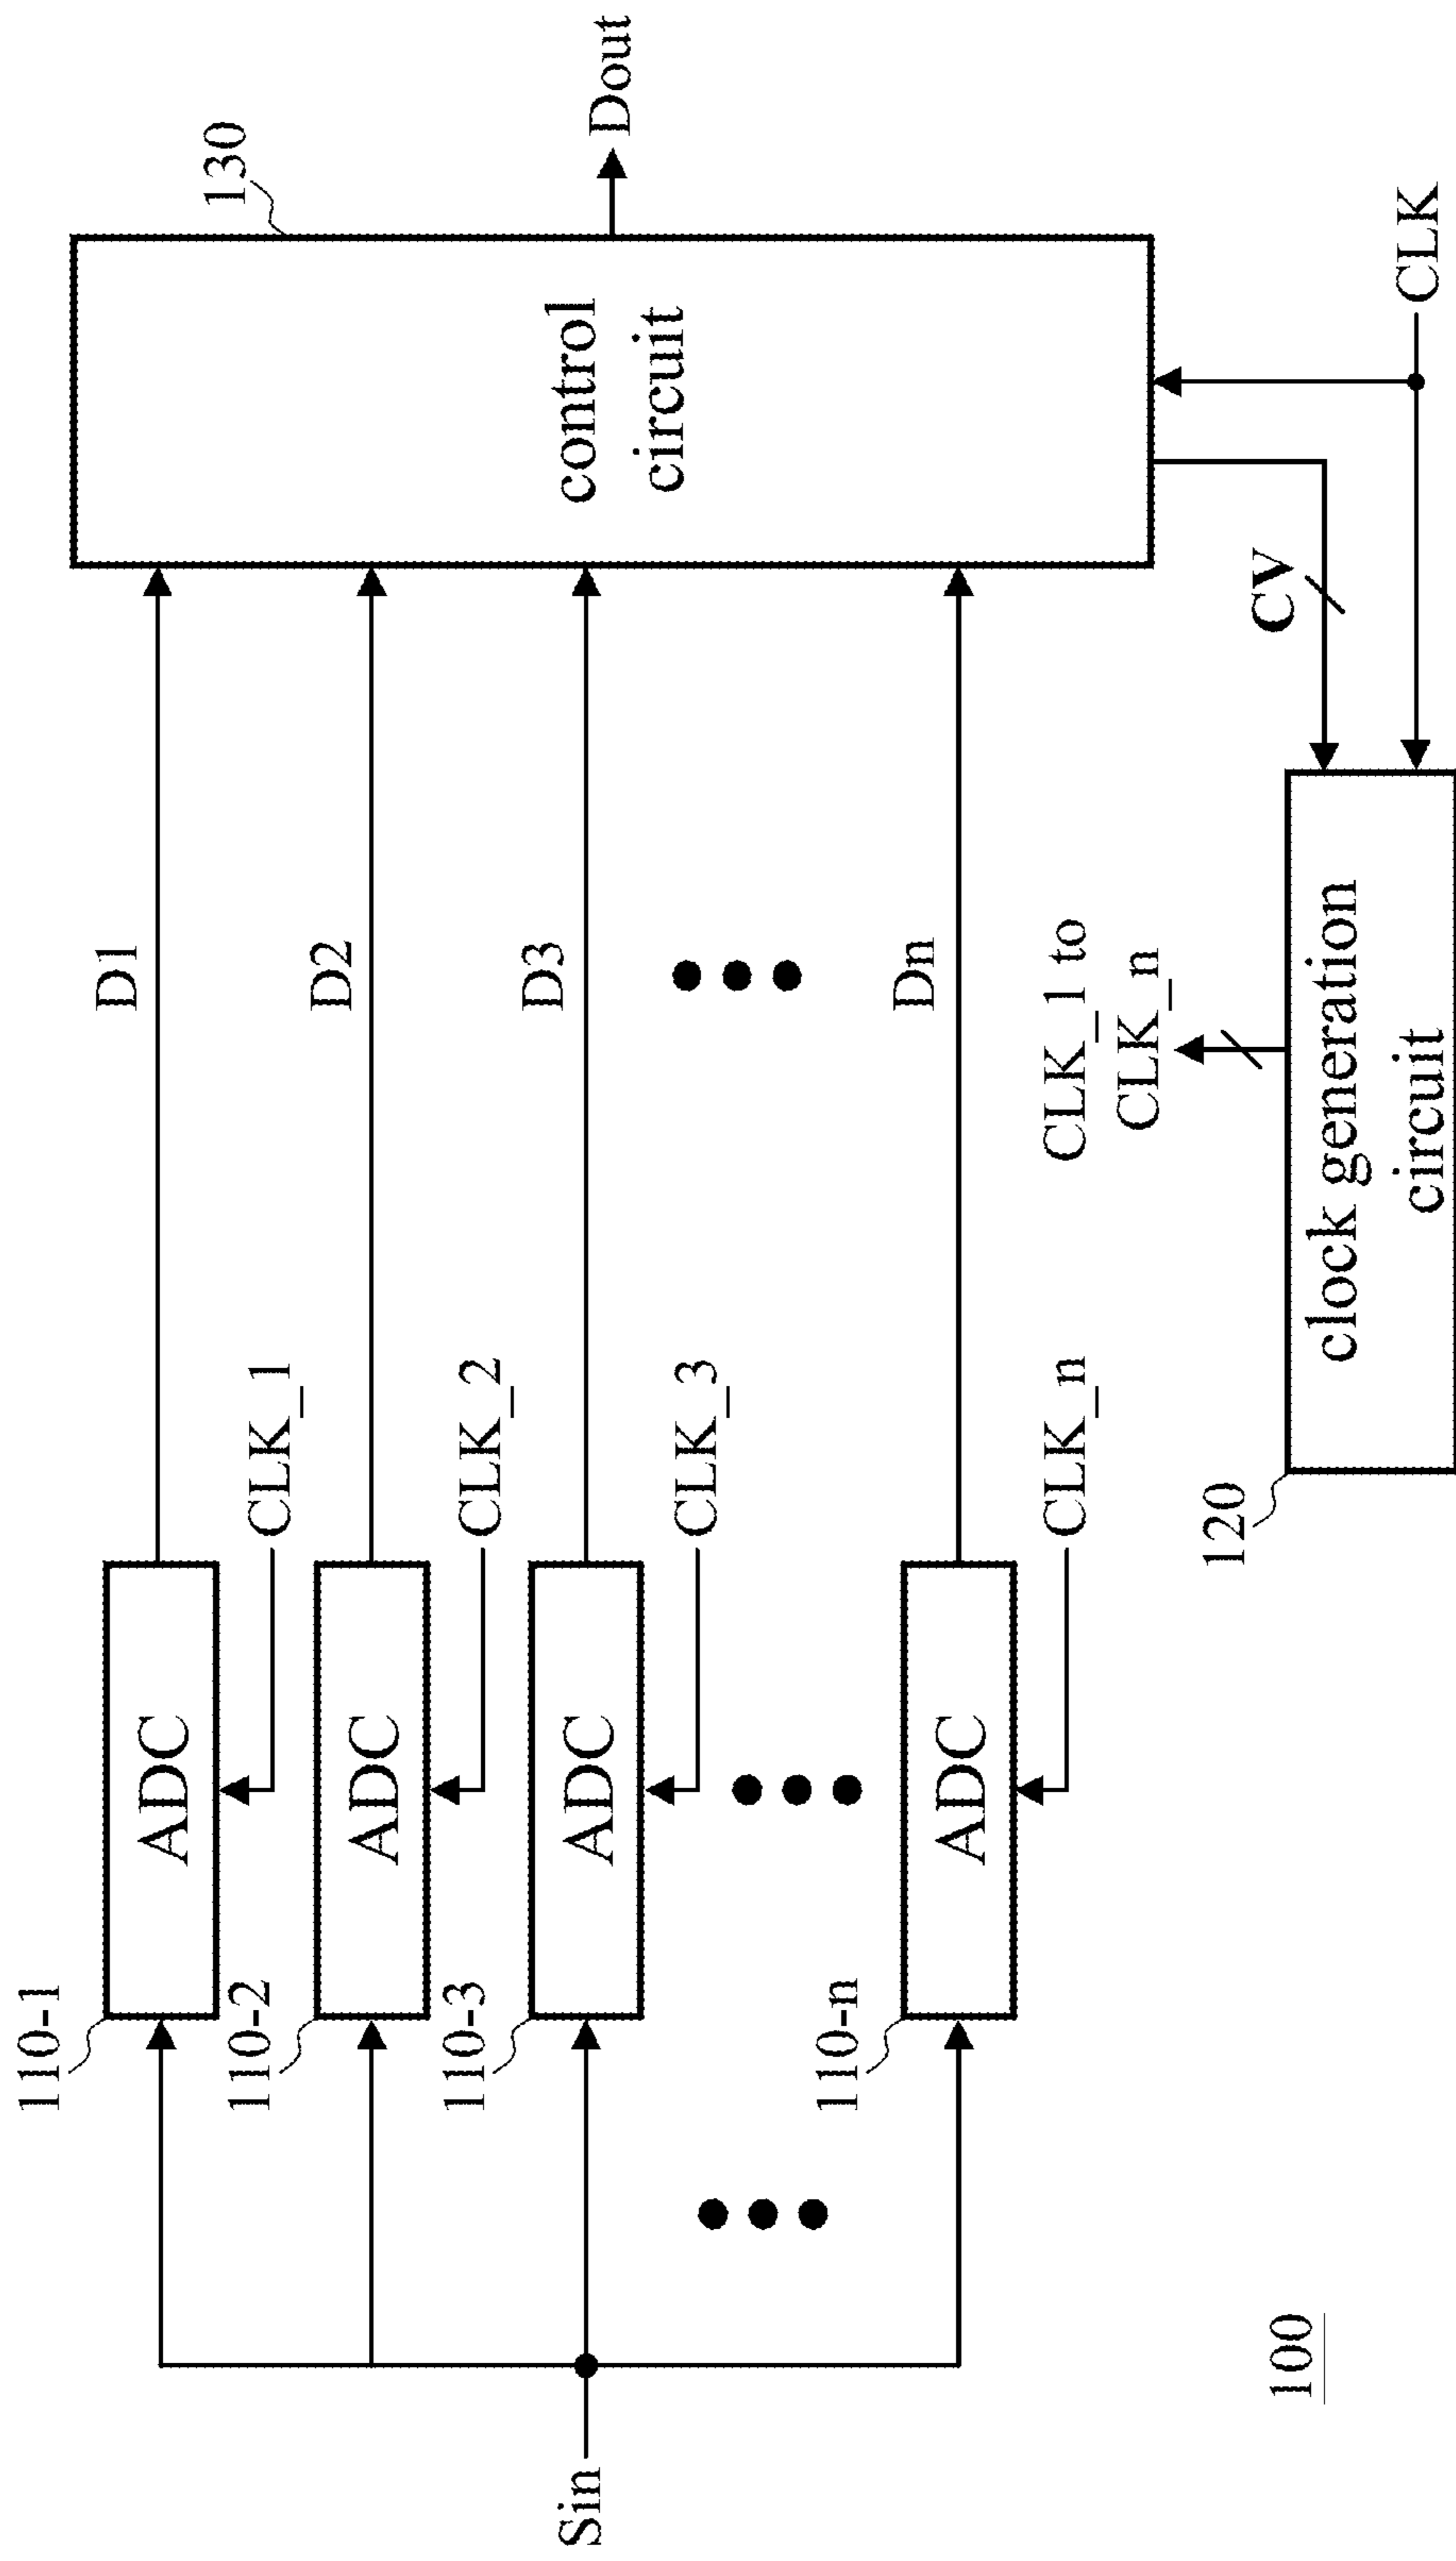 110-1
ADC
CLK_1
D1
110-2
ADC
CLK_2
D2
Sin
110-3
ADC
CLK_3
D3
110-n
ADC
CLK_n
Dn
130
control
circuit
Dout
CLK_1 to
CLK_n
CV
120
clock generation
circuit
CLK
100